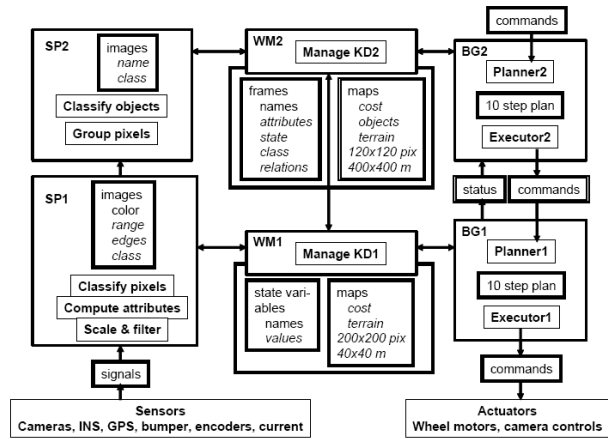 commands
SP2
images
name
class
Classify objects
Group pixels
WM2
Manage KD2
frames
names
attributes
state
class
relations
maps
cost
objects
terrain
120x120 pix
400x400 m
BG2
Planner2
10 step plan
Executor2
status
commands
SP1
images
color
range
edges
class
Classify pixels
Compute attributes
Scale & filter
WM1
Manage KD1
state vari-
ables
names
values
maps
cost
terrain
200x200 pix
40x40 m
BG1
Planner1
10 step plan
Executor1
signals
commands
Sensors
Cameras, INS, GPS, bumper, encoders, current
Actuators
Wheel motors, camera controls